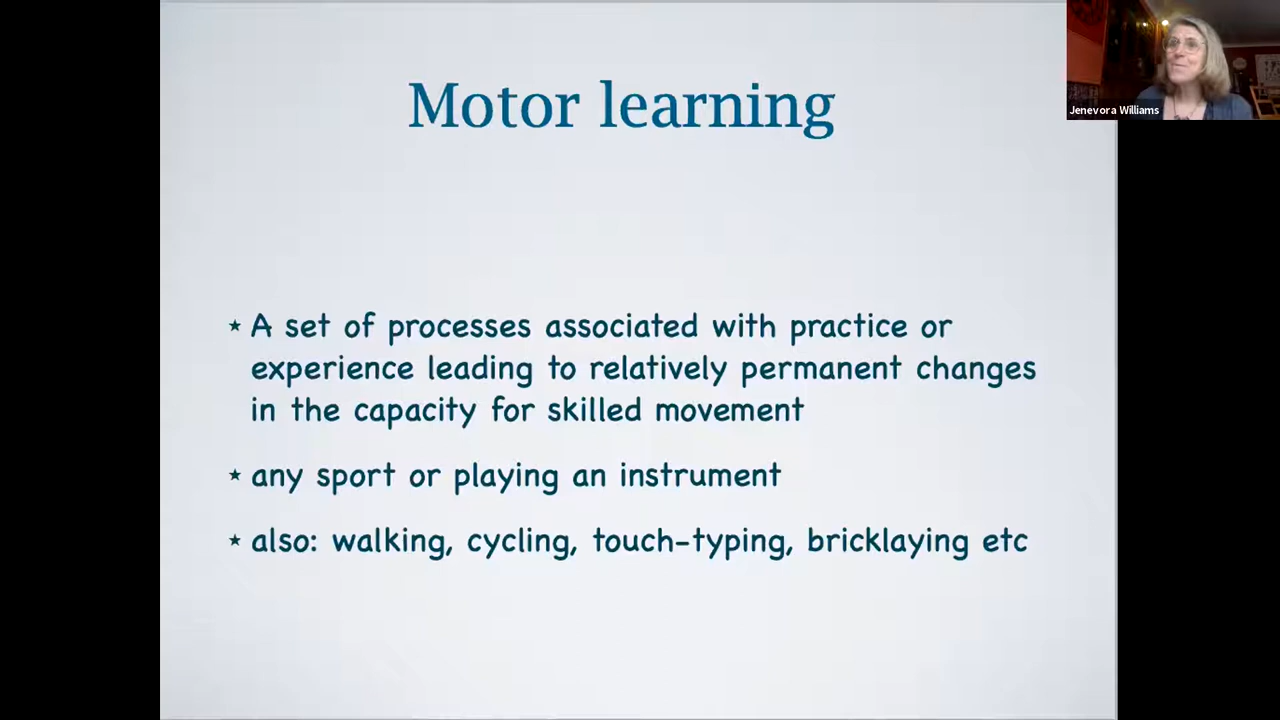 Motor learning
Jenevora Williams
★ A set of processes associated with practice or
experience leading to relatively permanent changes
in the capacity for skilled movement
★ any sport or playing an instrument
★ also: walking, cycling, touch-typing, bricklaying etc